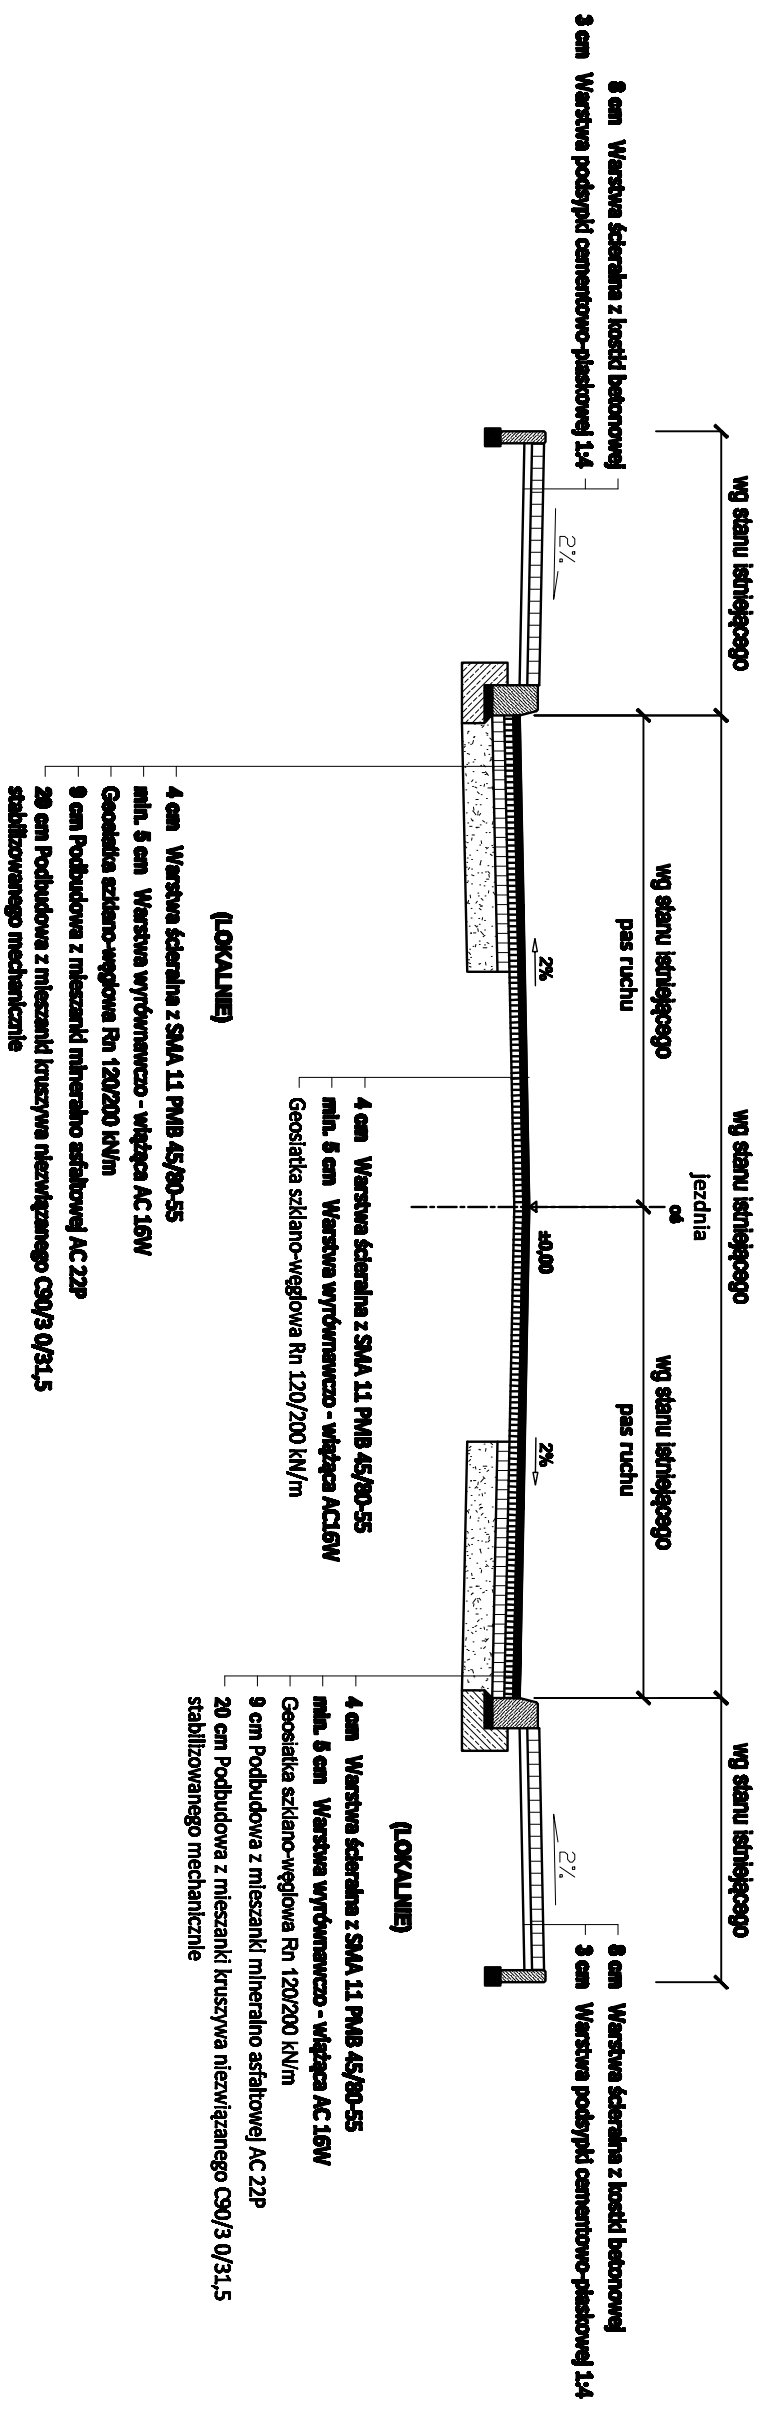 wg stanu istniejącego
wg stanu istniejącego
wg stanu istniejącego
jezdnia
wg stanu istniejącego
oś
wg stanu istniejącego
pas ruchu
pas ruchu
8 cm Warstwa ścieralna z kostki betonowej
3 cm Warstwa podsypki cementowo-piaskowej 1:4
8 cm Warstwa ścieralna z kostki betonowej
3 cm Warstwa podsypki cementowo-piaskowej 1:4
2%
2%
±0,00
2%
2%
(LOKALNIE)
4 cm Warstwa ścieralna z SMA 11 PMB 45/80-55
min. 5 cm Warstwa wyrównawczo - wiążąca AC 16W
Geosiatka szklano-węglowa Rn 120/200 kN/m
9 cm Podbudowa z mieszanki mineralno asfaltowej AC 22P
20 cm Podbudowa z mieszanki kruszywa niezwiązanego C90/3 0/31,5
stabilizowanego mechanicznie
4 cm Warstwa ścieralna z SMA 11 PMB 45/80-55
min. 5 cm Warstwa wyrównawczo - wiążąca AC16W
Geosiatka szklano-węglowa Rn 120/200 kN/m
(LOKALNIE)
4 cm Warstwa ścieralna z SMA 11 PMB 45/80-55
min. 5 cm Warstwa wyrównawczo - wiążąca AC 16W
Geosiatka szklano-węglowa Rn 120/200 kN/m
9 cm Podbudowa z mieszanki mineralno asfaltowej AC 22P
20 cm Podbudowa z mieszanki kruszywa niezwiązanego C90/3 0/31,5
stabilizowanego mechanicznie